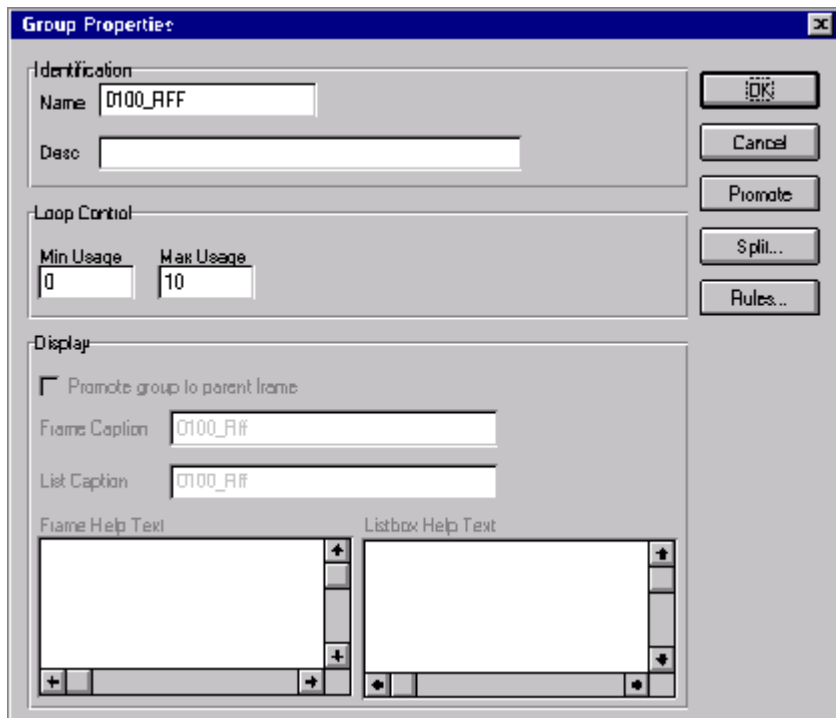 Group Properties
Identification
Name 0100_RFF
Desc
Loop Control
Min Usage Max Usage
0 10
Display
Promote group to parent frame
Frame Caption 0100_Rff
List Caption 0100_Rff
Frame Help Text Listbox Help Text
OK
Cancel
Promote
Split...
Rules...